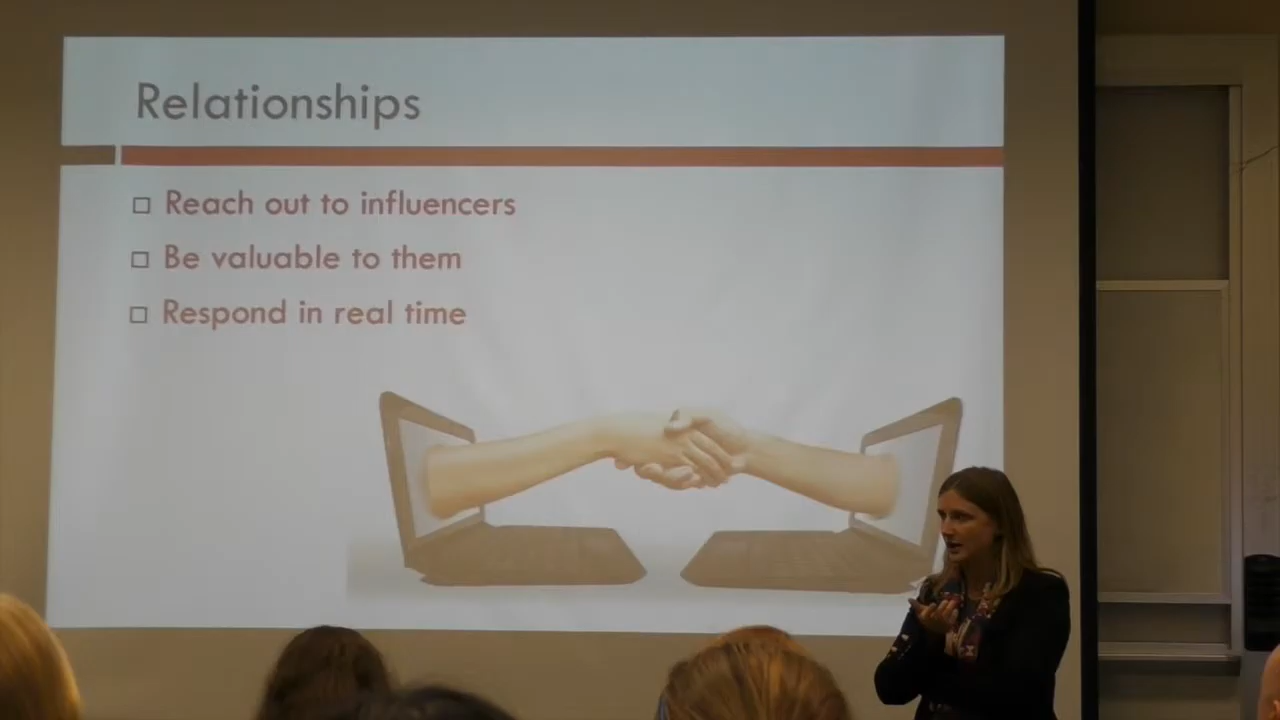 Relationships
Reach out to influencers
Be valuable to them
Respond in real time